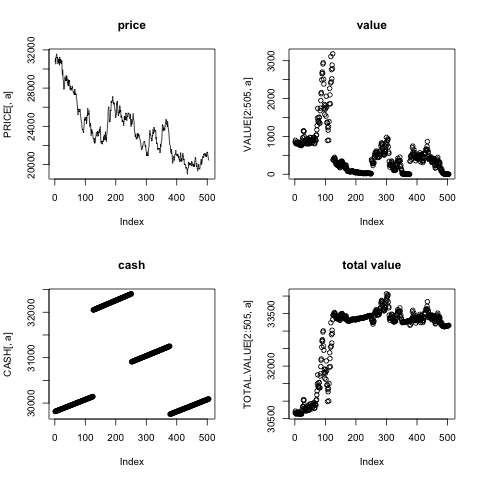 price
PRICE[, a]
20000 24000 28000 32000
0 100 200 300 400 500
Index
value
VALUE[2:505, a]
0 1000 2000 3000
0 100 200 300 400 500
Index
cash
CASH[, a]
30000 31000 32000
0 100 200 300 400 500
Index
total value
TOTAL.VALUE[2:505, a]
30500 32000 33500
0 100 200 300 400 500
Index